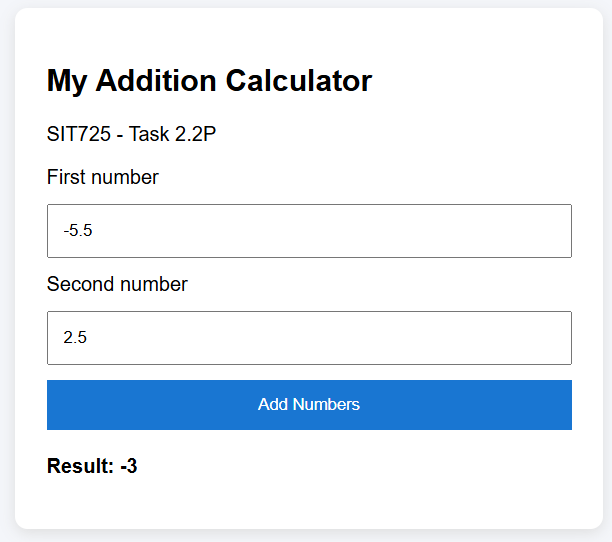 My Addition Calculator
SIT725 - Task 2.2P
First number
-5.5
Second number
2.5
Add Numbers
Result: -3